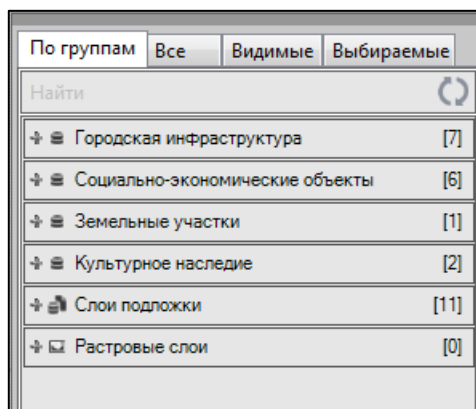 По группам Все Видимые Выбираемые
Найти
Городская инфраструктура [7]
Социально-экономические объекты [6]
Земельные участки [1]
Культурное наследие [2]
Слои подложки [11]
Растровые слои [0]